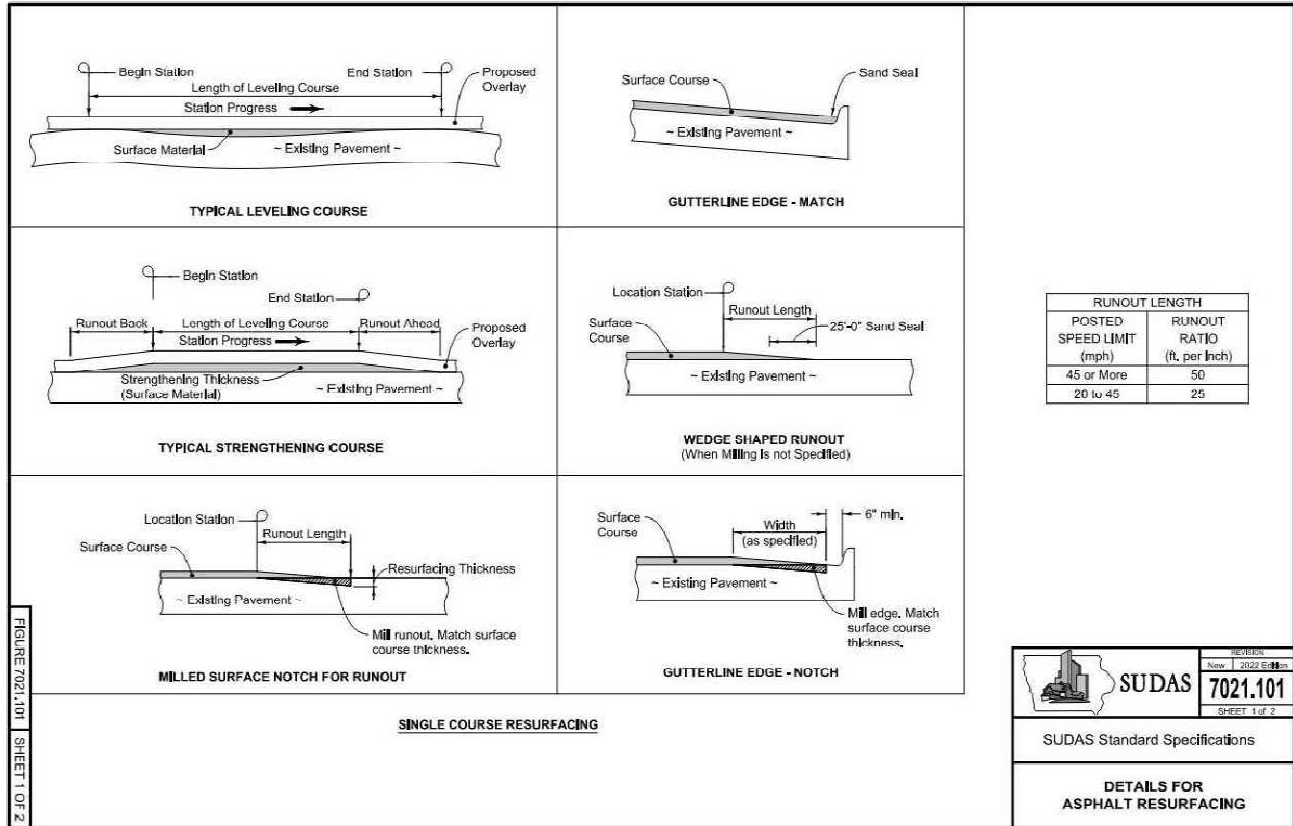 Begin Station
End Station
Proposed
Overlay
Length of Leveling Course
Station Progress
Surface Material
~ Existing Pavement ~
TYPICAL LEVELING COURSE
Surface Course
Sand Seal
~ Existing Pavement ~
GUTTERLINE EDGE - MATCH
Begin Station
End Station
Runout Back
Length of Leveling Course
Runout Ahead
Station Progress
Proposed
Overlay
Strengthening Thickness
(Surface Material)
~ Existing Pavement ~
TYPICAL STRENGTHENING COURSE
Location Station
Runout Length
Surface
Course
25'-0" Sand Seal
~ Existing Pavement ~
WEDGE SHAPED RUNOUT
(When Milling is not Specified)
RUNOUT LENGTH
POSTED
SPEED LIMIT
(mph)
RUNOUT
RATIO
(ft. per inch)
45 or More 50
20 to 45 25
Location Station
Runout Length
Surface Course
Resurfacing Thickness
~ Existing Pavement ~
Mill runout. Match surface
course thickness.
MILLED SURFACE NOTCH FOR RUNOUT
Surface
Course
Width
(as specified)
6" min.
~ Existing Pavement ~
Mill edge. Match
surface course
thickness.
GUTTERLINE EDGE - NOTCH
SINGLE COURSE RESURFACING
FIGURE 7021.101 SHEET 1 OF 2
SUDAS
REVISION
New 2022 Edition
7021.101
SHEET 1 of 2
SUDAS Standard Specifications
DETAILS FOR
ASPHALT RESURFACING